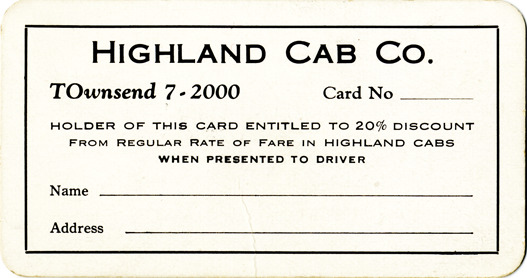 HIGHLAND CAB CO.
TOwnsend 7-2000 Card No
HOLDER OF THIS CARD ENTITLED TO 20% DISCOUNT
FROM REGULAR RATE OF FARE IN HIGHLAND CABS
WHEN PRESENTED TO DRIVER
Name
Address